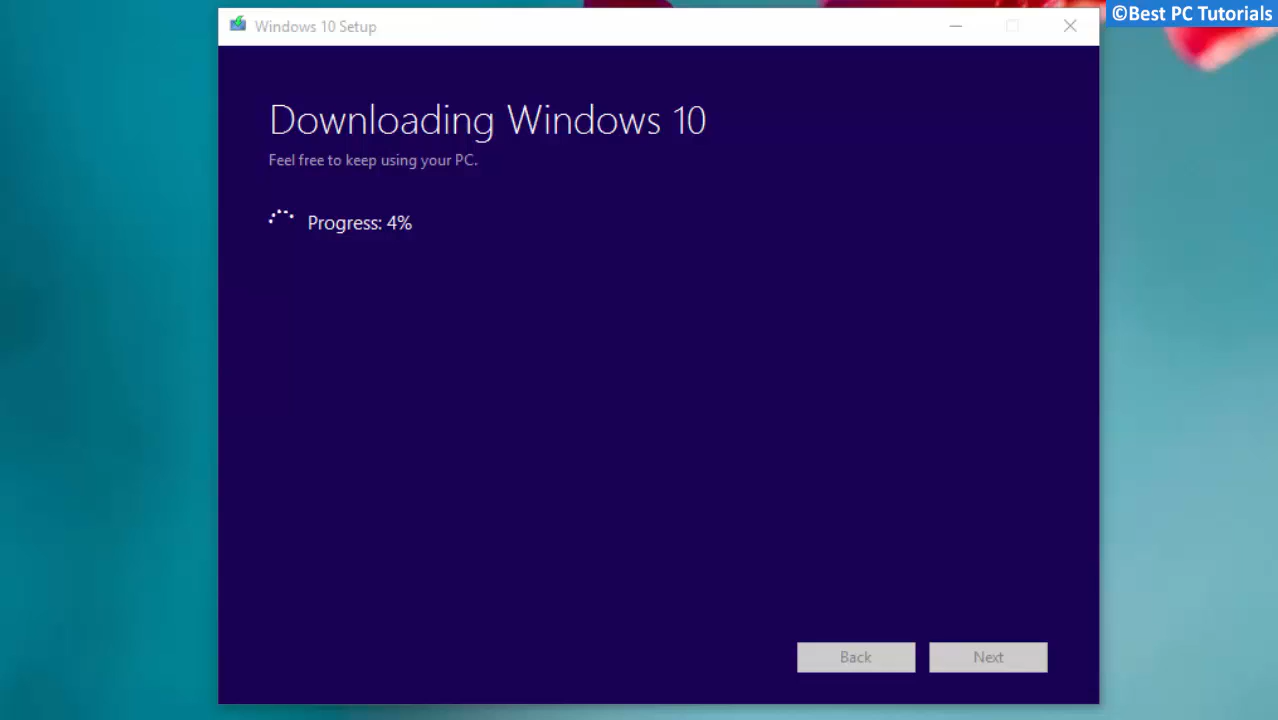 ©Best PC Tutorials
Windows 10 Setup
Downloading Windows 10
Feel free to keep using your PC.
Progress: 4%
Back
Next